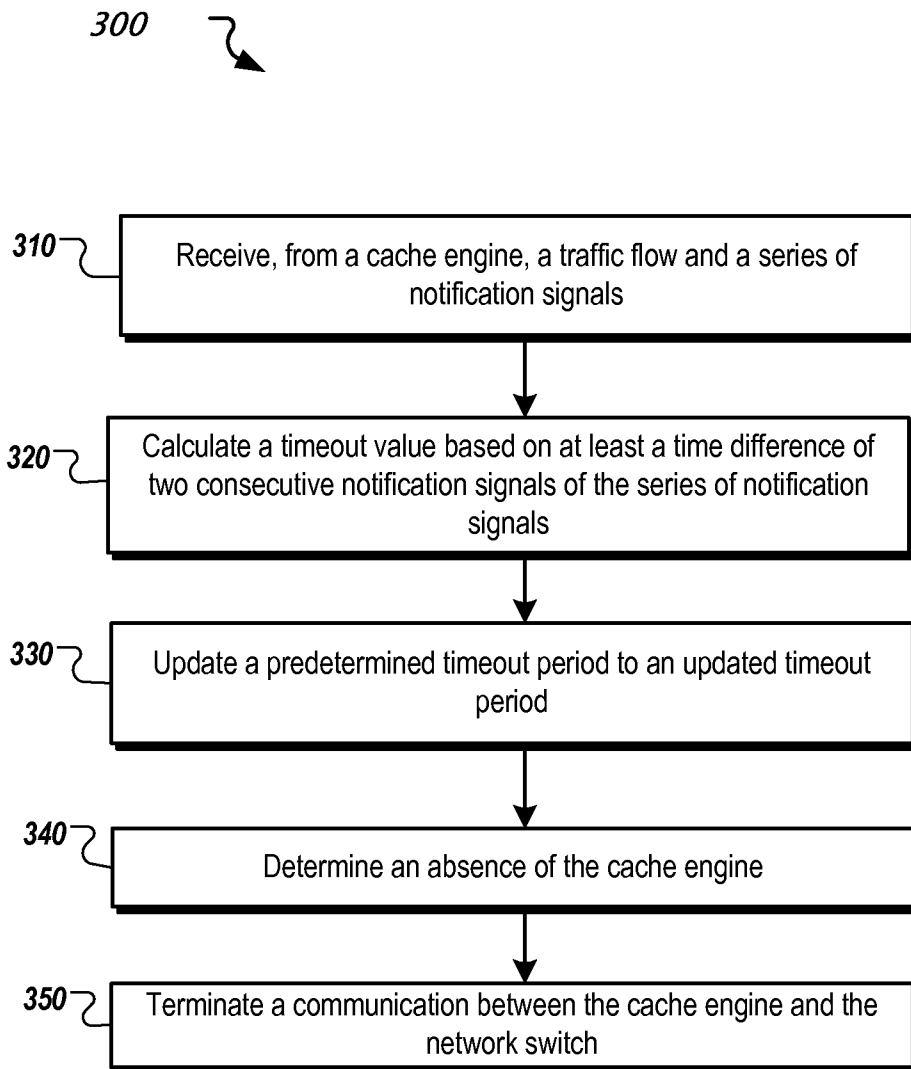 300
310
Receive, from a cache engine, a traffic flow and a series of
notification signals
320
Calculate a timeout value based on at least a time difference of
two consecutive notification signals of the series of notification
signals
330
Update a predetermined timeout period to an updated timeout
period
340
Determine an absence of the cache engine
350
Terminate a communication between the cache engine and the
network switch